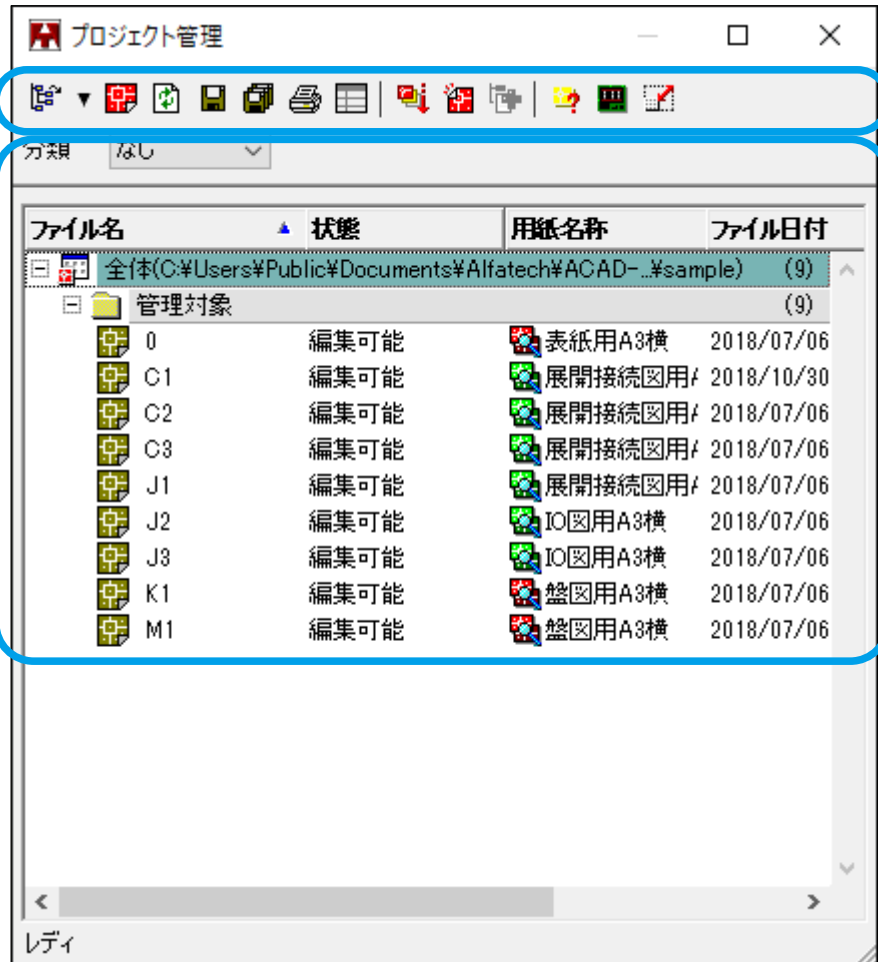 プロジェクト管理
分類 なし
ファイル名 状態 用紙名称 ファイル日付
全体(C:¥Users¥Public¥Documents¥Alfatech¥ACAD-..¥sample) (9)
管理対象 (9)
0 編集可能 表紙用A3横 2018/07/06
C1 編集可能 展開接続図用A 2018/10/30
C2 編集可能 展開接続図用A 2018/07/06
C3 編集可能 展開接続図用A 2018/07/06
J1 編集可能 展開接続図用A 2018/07/06
J2 編集可能 IO図用A3横 2018/07/06
J3 編集可能 IO図用A3横 2018/07/06
K1 編集可能 盤図用A3横 2018/07/06
M1 編集可能 盤図用A3横 2018/07/06
レディ